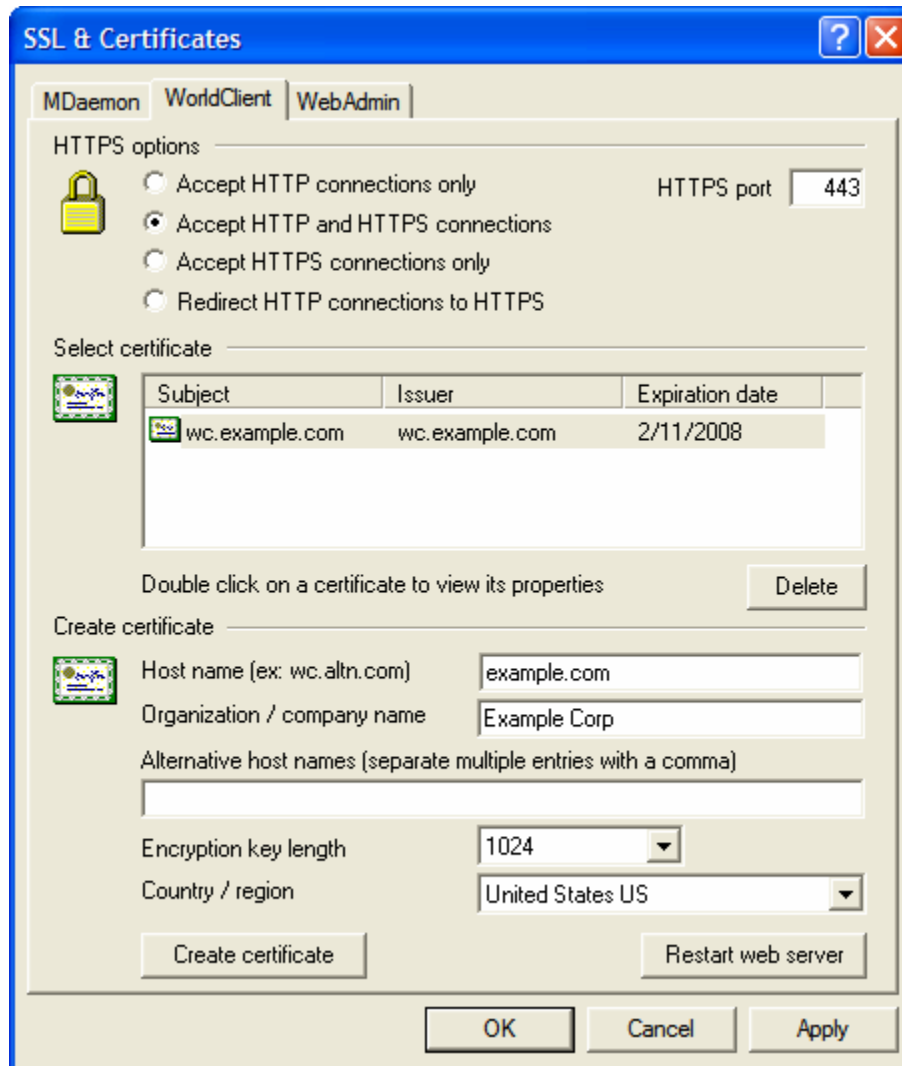 SSL & Certificates
MDaemon WorldClient WebAdmin
HTTPS options
Accept HTTP connections only HTTPS port 443
Accept HTTP and HTTPS connections
Accept HTTPS connections only
Redirect HTTP connections to HTTPS
Select certificate
Subject Issuer Expiration date
wc.example.com wc.example.com 2/11/2008
Double click on a certificate to view its properties Delete
Create certificate
Host name (ex: wc.altn.com) example.com
Organization / company name Example Corp
Alternative host names (separate multiple entries with a comma)
Encryption key length 1024
Country / region United States US
Create certificate Restart web server
OK Cancel Apply